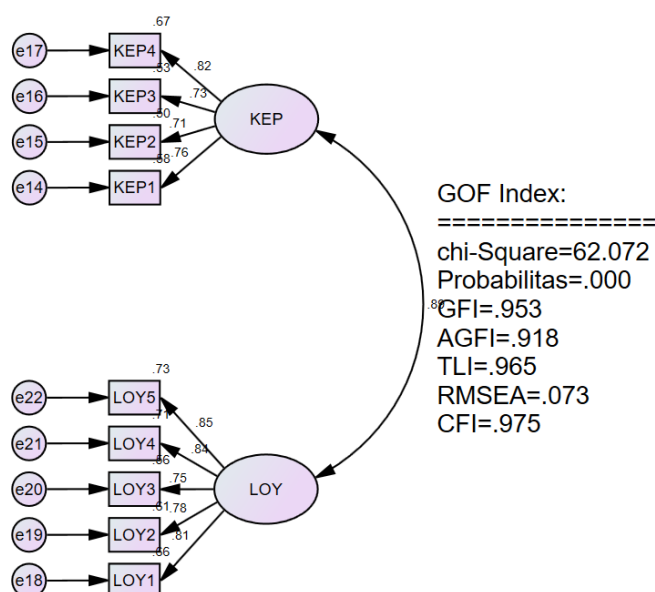 .67
e17 KEP4
.82
.53
e16 KEP3
.73
KEP
.50
e15 KEP2
.71
.76
.58
e14 KEP1
GOF Index:
================
chi-Square=62.072
Probabilitas=.000
.89
GFI=.953
AGFI=.918
TLI=.965
RMSEA=.073
CFI=.975
.73
e22 LOY5
.85
.71
e21 LOY4
.84
.56
e20 LOY3
.75
LOY
.61
.78
e19 LOY2
.81
.66
e18 LOY1